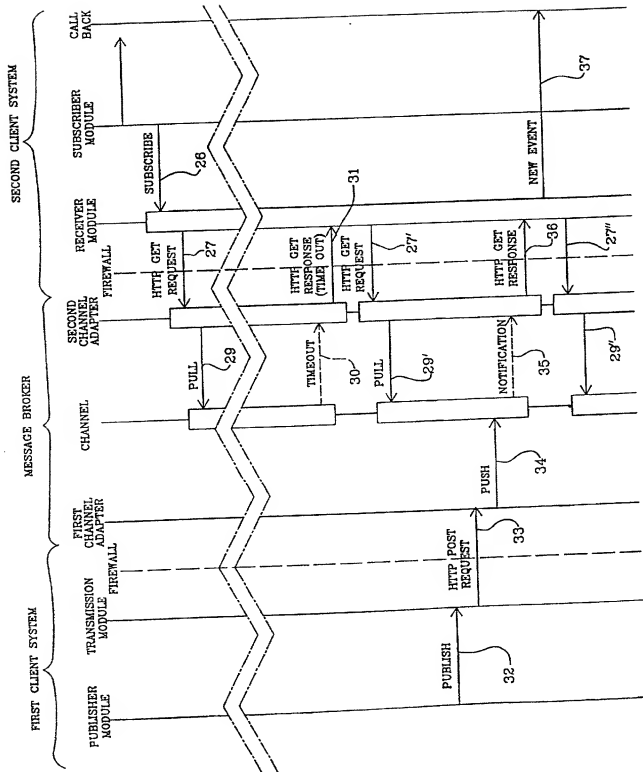 FIRST CLIENT SYSTEM
MESSAGE BROKER
SECOND CLIENT SYSTEM
PUBLISHER
MODULE
TRANSMISSION
MODULE
FIREWALL
FIRST
CHANNEL
ADAPTER
CHANNEL
SECOND
CHANNEL
ADAPTER
FIREWALL
RECEIVER
MODULE
SUBSCRIBER
MODULE
CALL
BACK
SUBSCRIBE
26
HTTP GET
REQUEST
27
PULL
29
TIMEOUT
30
HTTP GET
RESPONSE
(TIME OUT)
31
HTTP GET
REQUEST
27'
PULL
29'
PUBLISH
32
HTTP POST
REQUEST
33
PUSH
34
NOTIFICATION
35
HTTP GET
RESPONSE
36
NEW EVENT
37
27"
29"